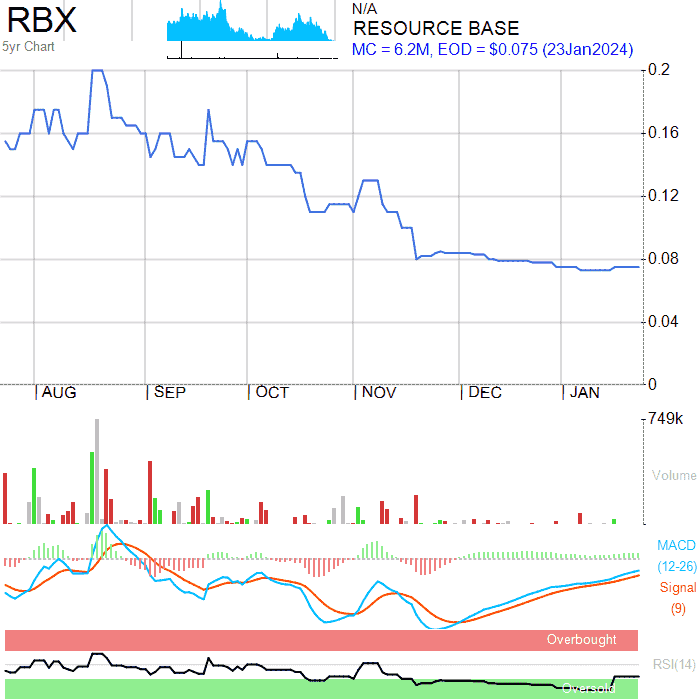 RBX
5yr Chart
N/A
RESOURCE BASE
MC = 6.2M, EOD = $0.075 (23Jan2024)
0.2
0.16
0.12
0.08
0.04
0
AUG SEP OCT NOV DEC JAN
749k
Volume
MACD
(12-26)
Signal
(9)
Overbought
RSI(14)
Oversold